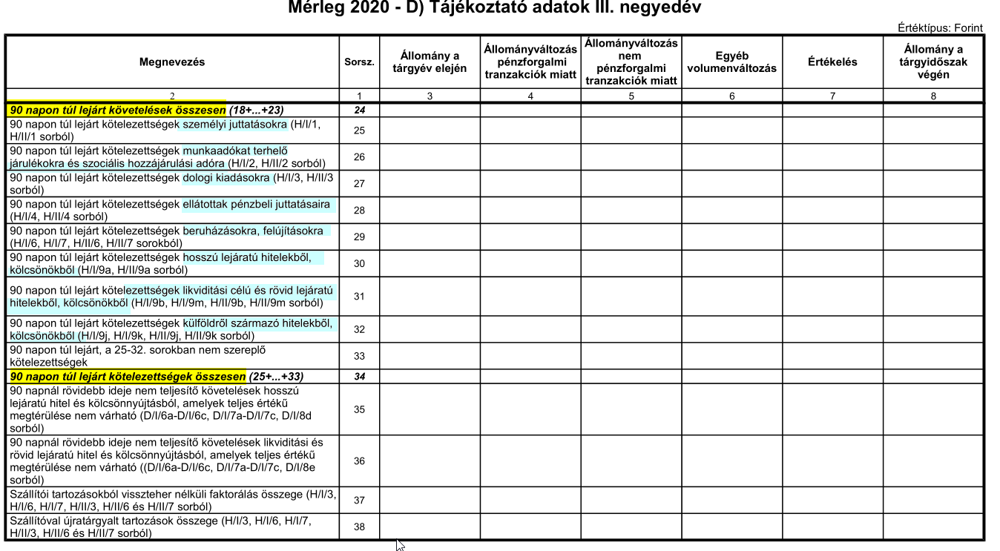 Mérleg 2020 - D) Tájékoztató adatok III. negyedév
Értéktípus: Forint
Megnevezés
Sorsz.
Állomány a
tárgyév elején
Állományváltozás
pénzforgalmi
tranzakciók miatt
Állományváltozás
nem
pénzforgalmi
tranzakciók miatt
Egyéb
volumenváltozás
Értékelés
Állomány a
tárgyidőszak
végén
2 1 3 4 5 6 7 8
90 napon túl lejárt követelések összesen (18+...+23) 24
90 napon túl lejárt kötelezettségek személyi juttatásokra (H/I/1,
H/II/1 sorból)
25
90 napon túl lejárt kötelezettségek munkaadókat terhelő
járulékokra és szociális hozzájárulási adóra (H/I/2, H/II/2 sorból)
26
90 napon túl lejárt kötelezettségek dologi kiadásokra (H/I/3, H/II/3
sorból)
27
90 napon túl lejárt kötelezettségek ellátottak pénzbeli juttatásaira
(H/I/4, H/II/4 sorból)
28
90 napon túl lejárt kötelezettségek beruházásokra, felújításokra
(H/I/6, H/I/7, H/II/6, H/II/7 sorokból)
29
90 napon túl lejárt kötelezettségek hosszú lejáratú hitelekből,
kölcsönökből (H/I/9a, H/II/9a sorból)
30
90 napon túl lejárt kötelezettségek likviditási célú és rövid lejáratú
hitelekből, kölcsönökből (H/I/9b, H/I/9m, H/II/9b, H/II/9m sorból)
31
90 napon túl lejárt kötelezettségek külföldről származó hitelekből,
kölcsönökből (H/I/9j, H/I/9k, H/II/9j, H/II/9k sorból)
32
90 napon túl lejárt, a 25-32. sorokban nem szereplő
kötelezettségek
33
90 napon túl lejárt kötelezettségek összesen (25+...+33) 34
90 napnál rövidebb ideje nem teljesítő követelések hosszú
lejáratú hitel és kölcsönnyújtásból, amelyek teljes értékű
megtérülése nem várható (D/I/6a-D/I/6c, D/I/7a-D/I/7c, D/I/8d
sorból)
35
90 napnál rövidebb ideje nem teljesítő követelések likviditási és
rövid lejáratú hitel és kölcsönnyújtásból, amelyek teljes értékű
megtérülése nem várható ((D/I/6a-D/I/6c, D/I/7a-D/I/7c, D/I/8e
sorból)
36
Szállítói tartozásokból visszteher nélküli faktorálás összege (H/I/3,
H/I/6, H/I/7, H/II/3, H/II/6 és H/II/7 sorból)
37
Szállítóval újratárgyalt tartozások összege (H/I/3, H/I/6, H/I/7,
H/II/3, H/II/6 és H/II/7 sorból)
38